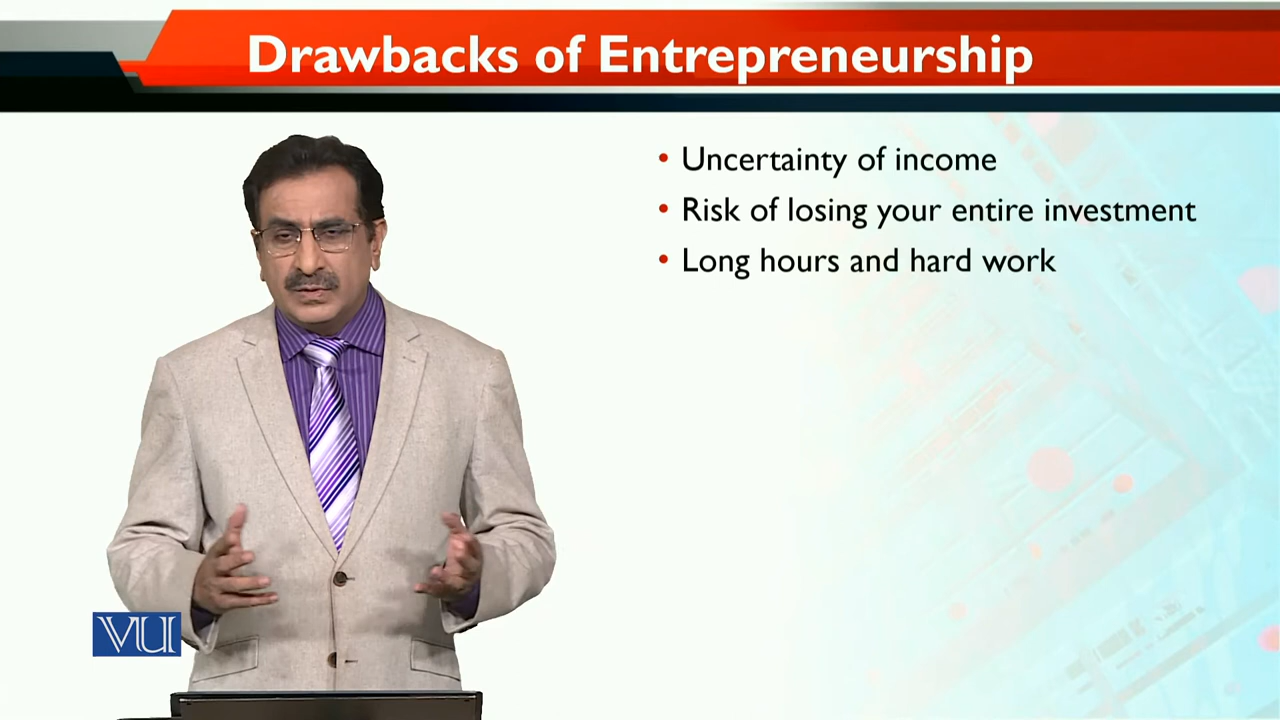 Drawbacks of Entrepreneurship
• Uncertainty of income
• Risk of losing your entire investment
• Long hours and hard work
VU